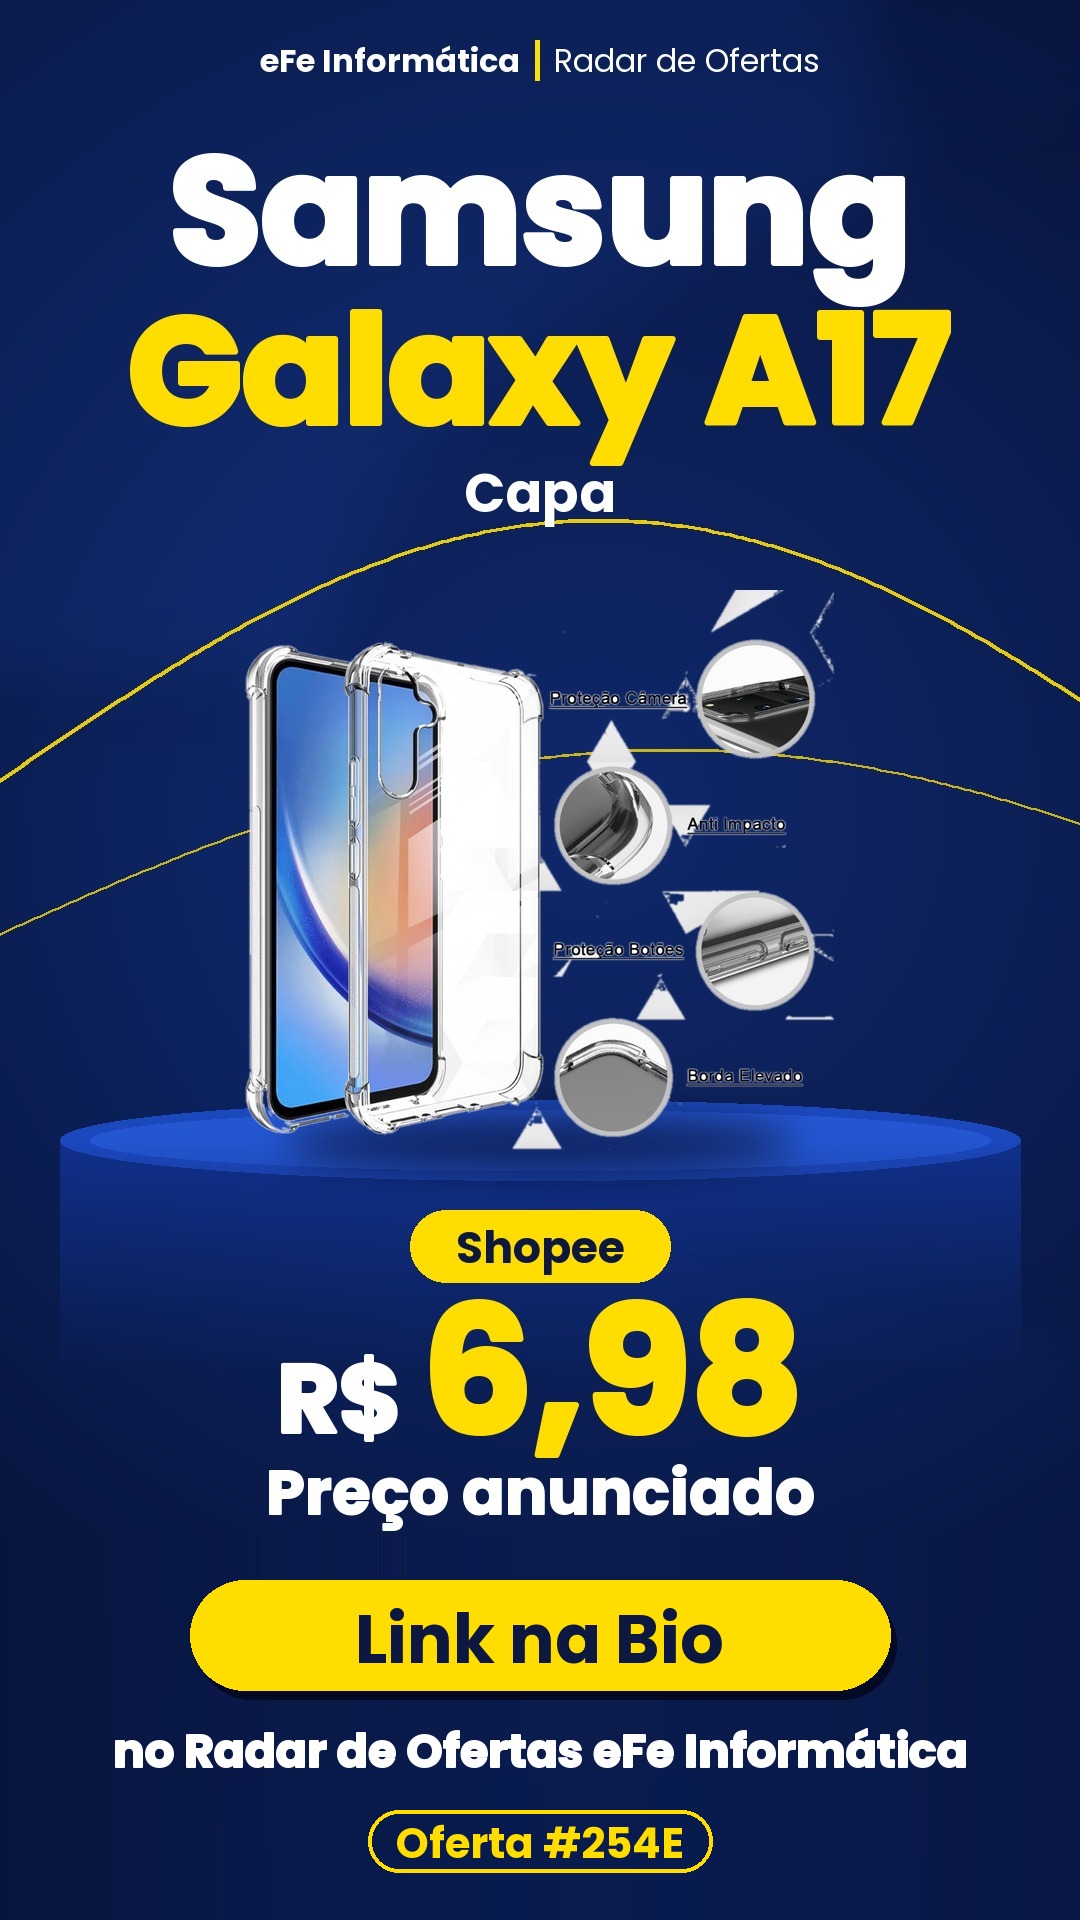 eFe Informática | Radar de Ofertas
Samsung
Galaxy A17
Capa
Proteção Câmera
Anti Impacto
Proteção Botões
Borda Elevado
Shopee
R$ 6,98
Preço anunciado
Link na Bio
no Radar de Ofertas eFe Informática
Oferta #254E